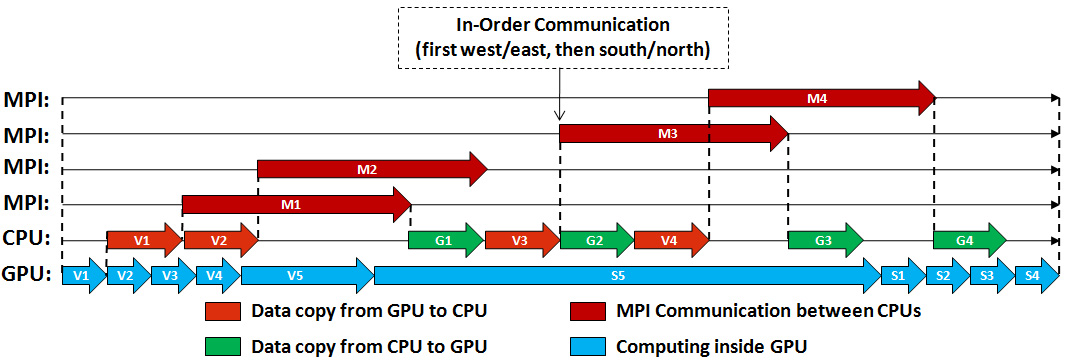 In-Order Communication
(first west/east, then south/north)
MPI: M4
MPI: M3
MPI: M2
MPI: M1
CPU: V1 V2 G1 V3 G2 V4 G3 G4
GPU: V1 V2 V3 V4 V5 S5 S1 S2 S3 S4
Data copy from GPU to CPU MPI Communication between CPUs
Data copy from CPU to GPU Computing inside GPU